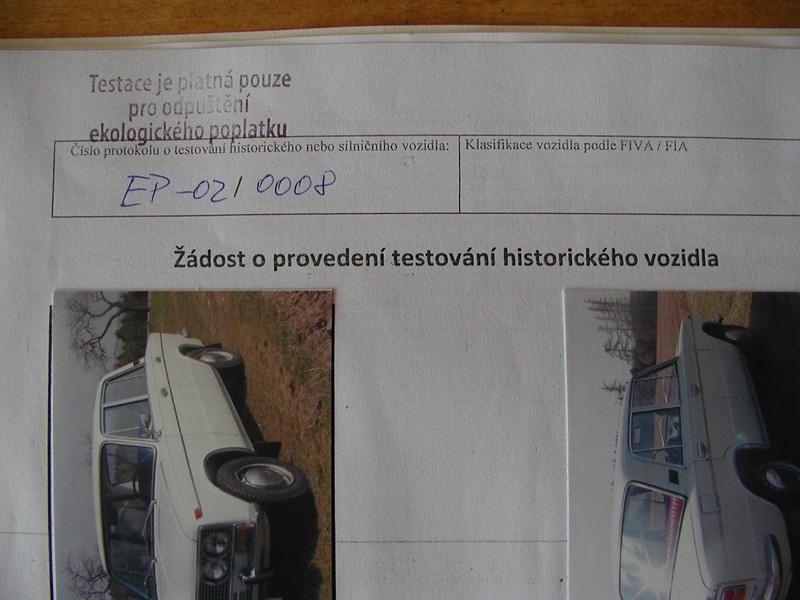 Testace je platná pouze
pro odpuštění
ekologického poplatku
Číslo protokolu o testování historického nebo silničního vozidla:
Klasifikace vozidla podle FIVA / FIA
EP-02/0008
Žádost o provedení testování historického vozidla